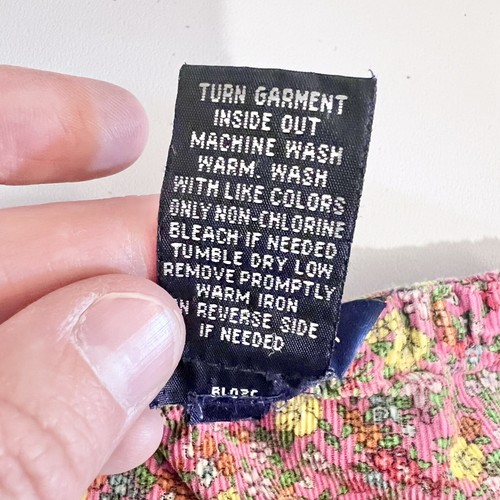 TURN GARMENT
INSIDE OUT
MACHINE WASH
WARM. WASH
WITH LIKE COLORS
ONLY NON-CHLORINE
BLEACH IF NEEDED
TUMBLE DRY LOW
REMOVE PROMPTLY
WARM IRON
IN REVERSE SIDE
IF NEEDED